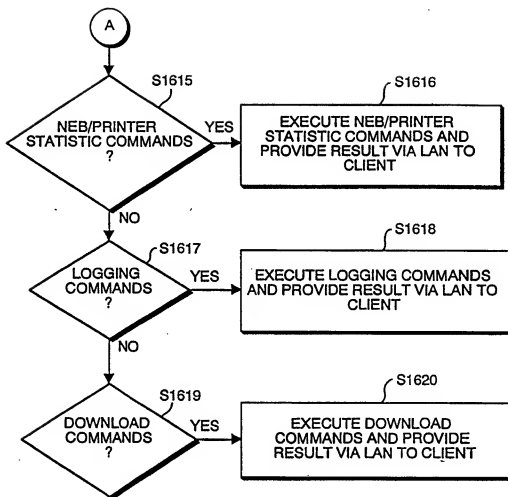 A
S1615
NEB/PRINTER
STATISTIC COMMANDS
?
YES
S1616
EXECUTE NEB/PRINTER
STATISTIC COMMANDS AND
PROVIDE RESULT VIA LAN TO
CLIENT
NO
S1617
LOGGING
COMMANDS
?
YES
S1618
EXECUTE LOGGING COMMANDS
AND PROVIDE RESULT VIA LAN TO
CLIENT
NO
S1619
DOWNLOAD
COMMANDS
?
YES
S1620
EXECUTE DOWNLOAD
COMMANDS AND PROVIDE
RESULT VIA LAN TO CLIENT